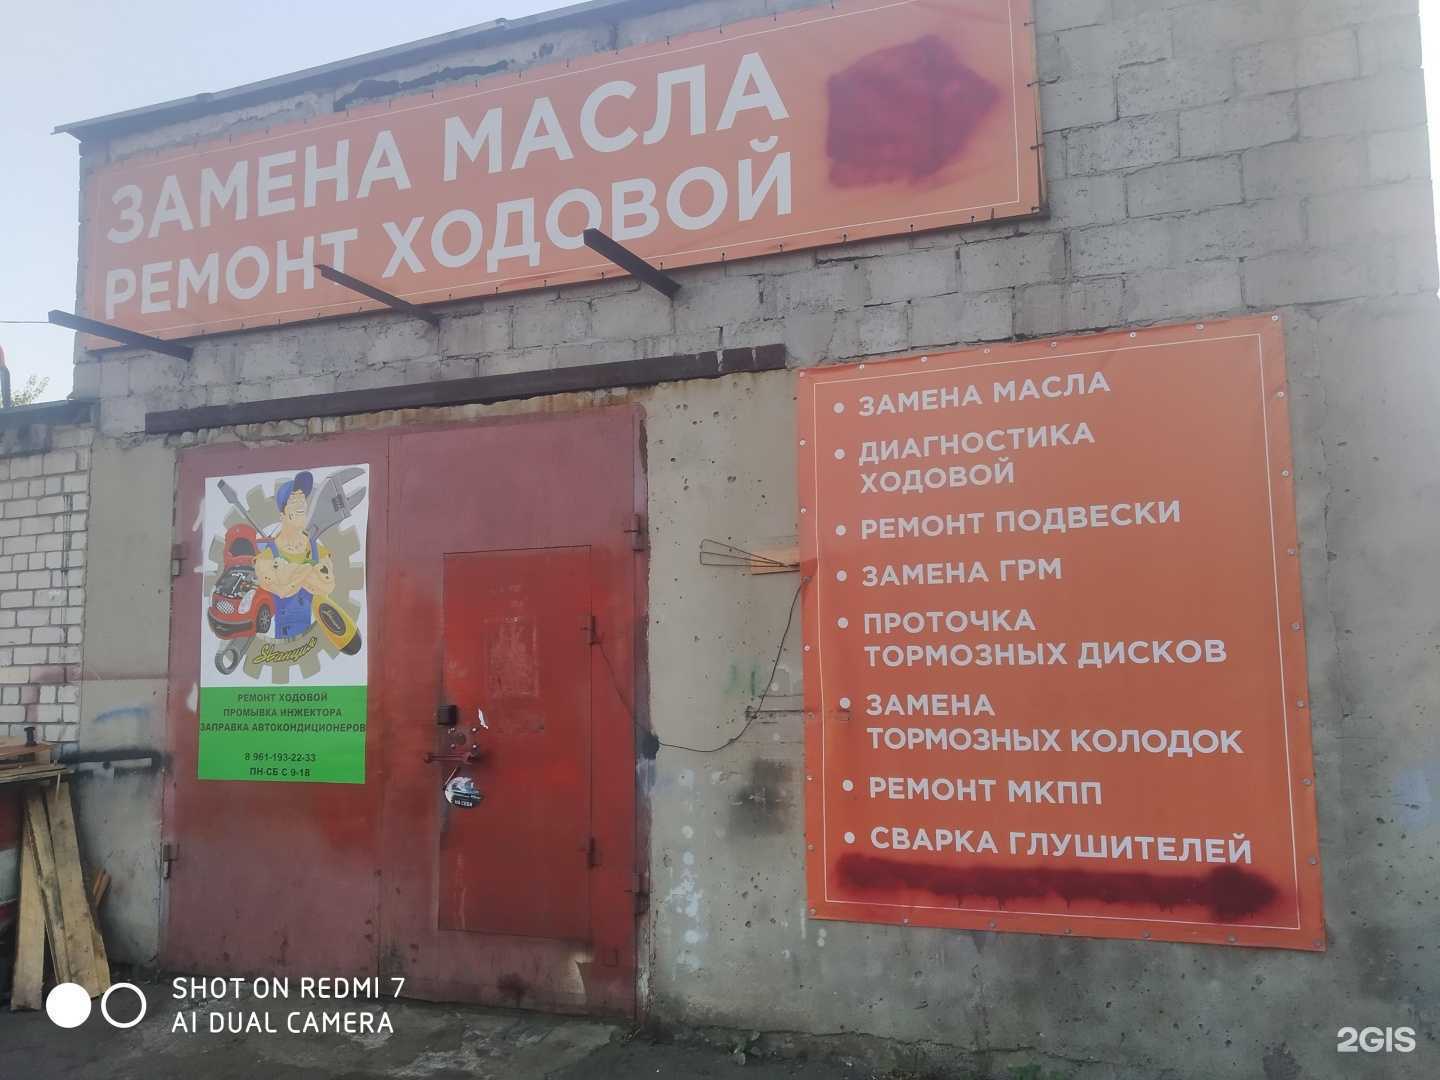 ЗАМЕНА МАСЛА
РЕМОНТ ХОДОВОЙ
• ЗАМЕНА МАСЛА
• ДИАГНОСТИКА
ХОДОВОЙ
• РЕМОНТ ПОДВЕСКИ
• ЗАМЕНА ГРМ
• ПРОТОЧКА
ТОРМОЗНЫХ ДИСКОВ
• ЗАМЕНА
ТОРМОЗНЫХ КОЛОДОК
• РЕМОНТ МКПП
• СВАРКА ГЛУШИТЕЛЕЙ
РЕМОНТ ХОДОВОЙ
ПРОМЫВКА ИНЖЕКТОРА
ЗАПРАВКА АВТОКОНДИЦИОНЕРОВ
8 961-193-22-33
ПН-СБ С 9-18
НА СЕБЯ
SHOT ON REDMI 7
AI DUAL CAMERA
2GIS